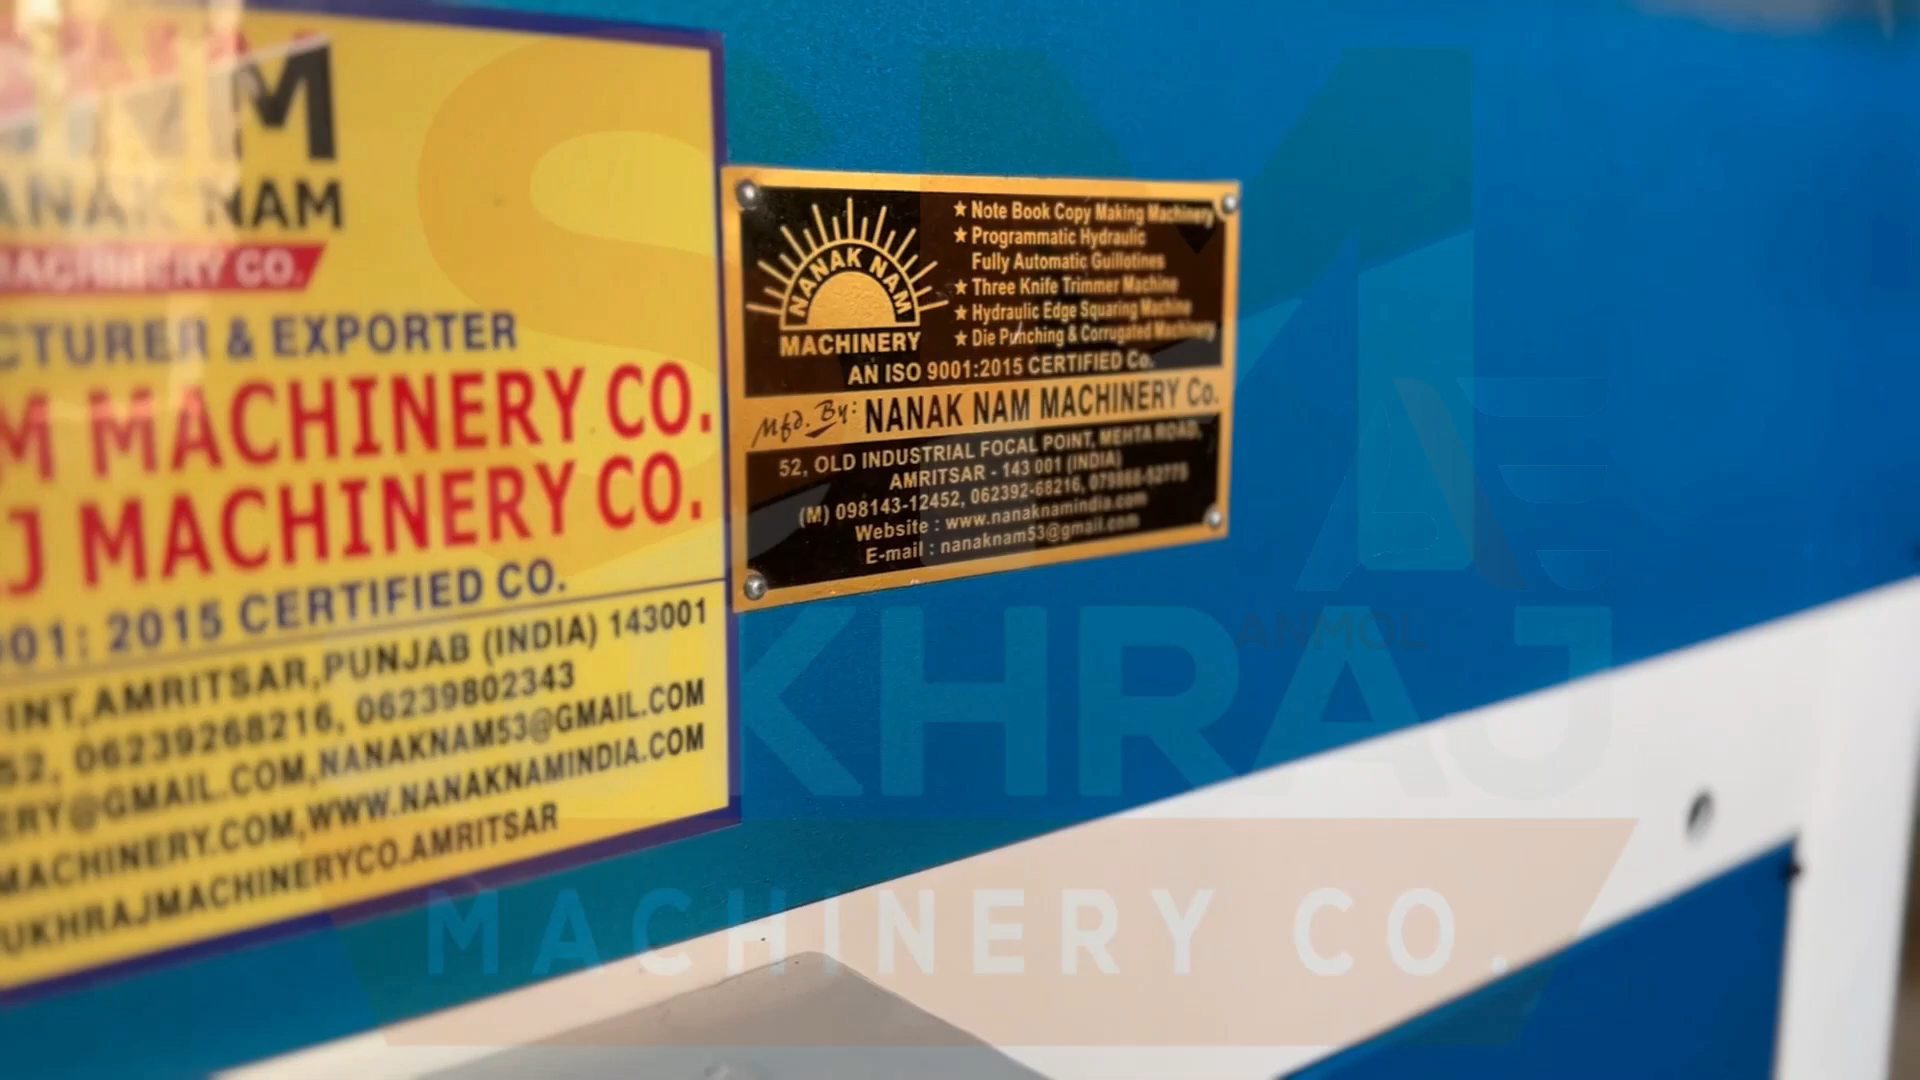 M
NANAK NAM
MACHINERY CO.
& EXPORTER
M MACHINERY CO.
J MACHINERY CO.
001: 2015 CERTIFIED CO.
INT,AMRITSAR,PUNJAB (INDIA) 143001
52, 06239268216, 06239802343
ERY@GMAIL.COM,NANAKNAM53@GMAIL.COM
MACHINERY.COM,WWW.NANAKNAMINDIA.COM
UKHRAJMACHINERYCO.AMRITSAR
NANAK NAM
MACHINERY
★ Note Book Copy Making Machinery
★ Programmatic Hydraulic
Fully Automatic Guillotines
★ Three Knife Trimmer Machine
★ Hydraulic Edge Squaring Machine
★ Die Punching & Corrugated Machinery
AN ISO 9001:2015 CERTIFIED Co.
Mfd. By: NANAK NAM MACHINERY Co.
52, OLD INDUSTRIAL FOCAL POINT, MEHTA ROAD,
AMRITSAR - 143 001 (INDIA)
(M) 098143-12452, 062392-68216,
Website : www.nanaknamindia.com
E-mail : nanaknam53@gmail.com
SM
UKHRAJ
MACHINERY CO.
ANMOL